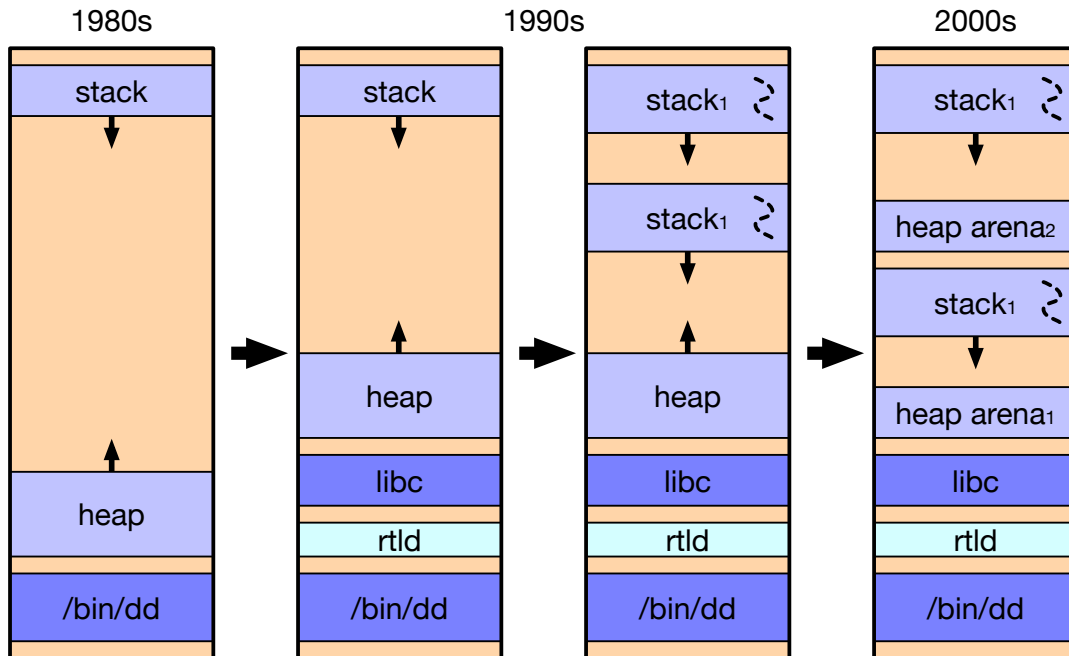 1980s
1990s
2000s
stack
heap
/bin/dd
stack
heap
libc
rtld
/bin/dd
stack1
stack1
heap
libc
rtld
/bin/dd
stack1
heap arena2
stack1
heap arena1
libc
rtld
/bin/dd